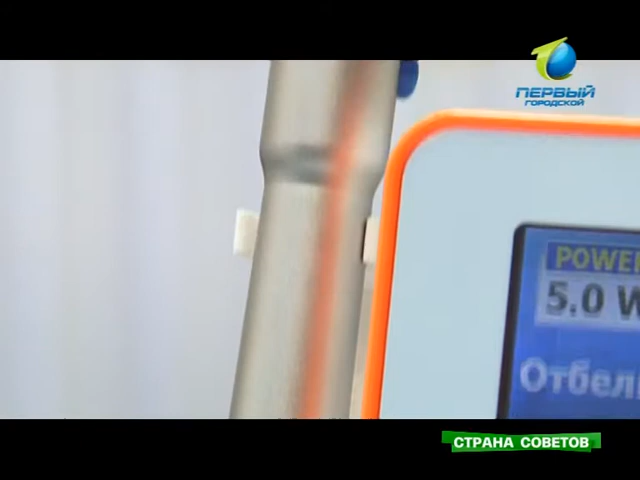 ПЕРВЫЙ
ГОРОДСКОЙ
POWER
5.0 W
Отбел
СТРАНА СОВЕТОВ